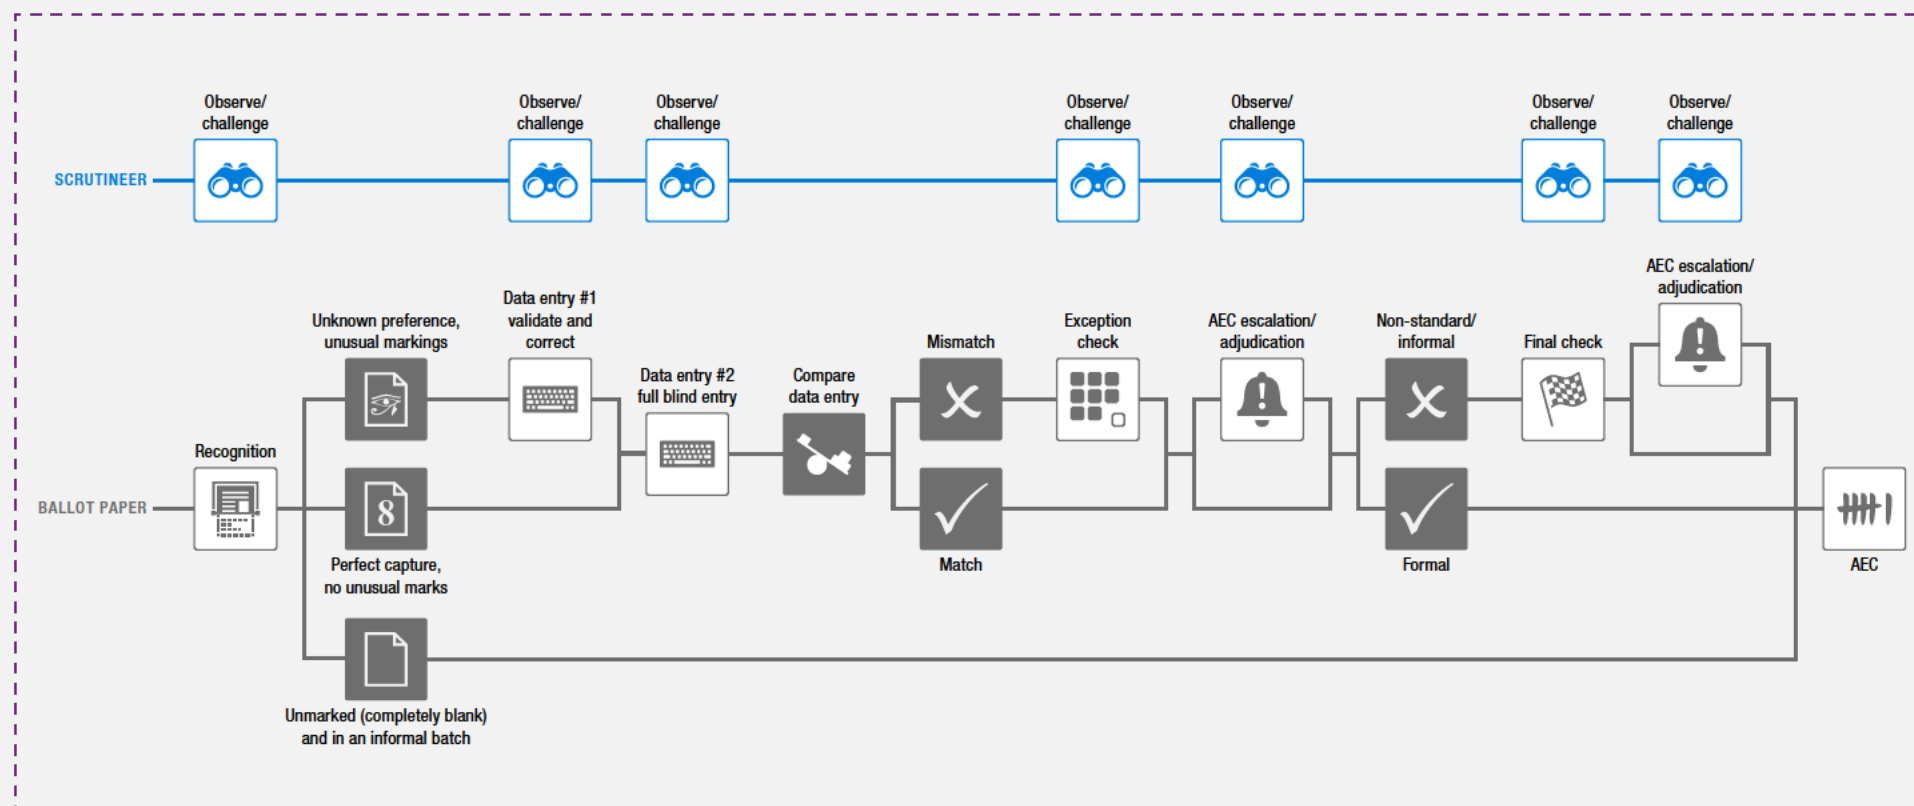 Observe/
challenge
Observe/
challenge
Observe/
challenge
Observe/
challenge
Observe/
challenge
Observe/
challenge
Observe/
challenge
SCRUTINEER
AEC escalation/
adjudication
Data entry #1
validate and
correct
Unknown preference,
unusual markings
Mismatch
Exception
check
AEC escalation/
adjudication
Non-standard/
informal
Final check
Data entry #2
full blind entry
Compare
data entry
Recognition
BALLOT PAPER
8
Perfect capture,
no unusual marks
Match
Formal
AEC
Unmarked (completely blank)
and in an informal batch